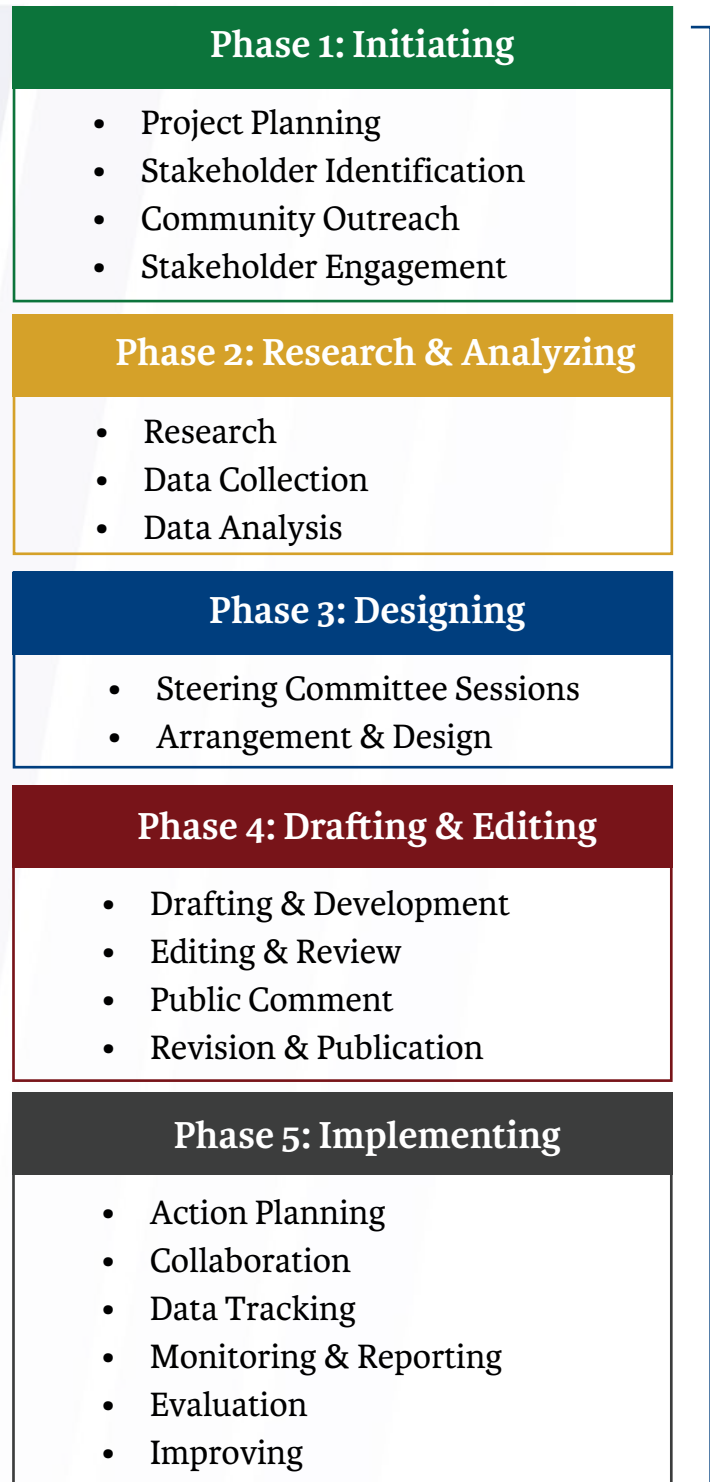 Phase 1: Initiating
• Project Planning
• Stakeholder Identification
• Community Outreach
• Stakeholder Engagement
Phase 2: Research & Analyzing
• Research
• Data Collection
• Data Analysis
Phase 3: Designing
• Steering Committee Sessions
• Arrangement & Design
Phase 4: Drafting & Editing
• Drafting & Development
• Editing & Review
• Public Comment
• Revision & Publication
Phase 5: Implementing
• Action Planning
• Collaboration
• Data Tracking
• Monitoring & Reporting
• Evaluation
• Improving